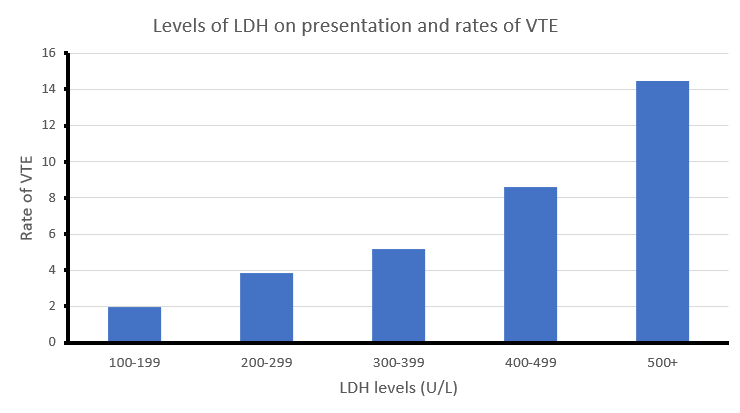 Levels of LDH on presentation and rates of VTE
16
14
12
10
8
6
4
2
0
Rate of VTE
100-199 200-299 300-399 400-499 500+
LDH levels (U/L)